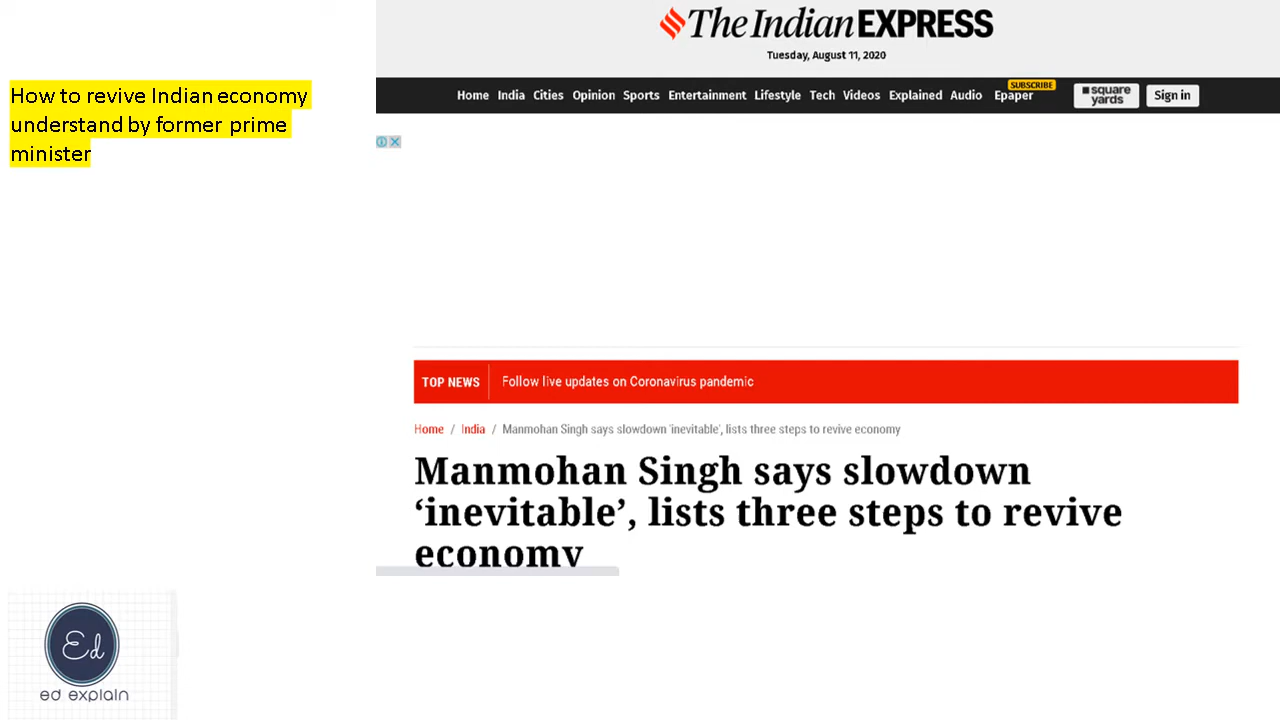 How to revive Indian economy
understand by former prime
minister
The Indian EXPRESS
Tuesday, August 11, 2020
SUBSCRIBE
Home India Cities Opinion Sports Entertainment Lifestyle Tech Videos Explained Audio Epaper square yards Sign in
TOP NEWS Follow live updates on Coronavirus pandemic
Home / India / Manmohan Singh says slowdown 'inevitable', lists three steps to revive economy
Manmohan Singh says slowdown
‘inevitable’, lists three steps to revive
economy
Ed
ed explain